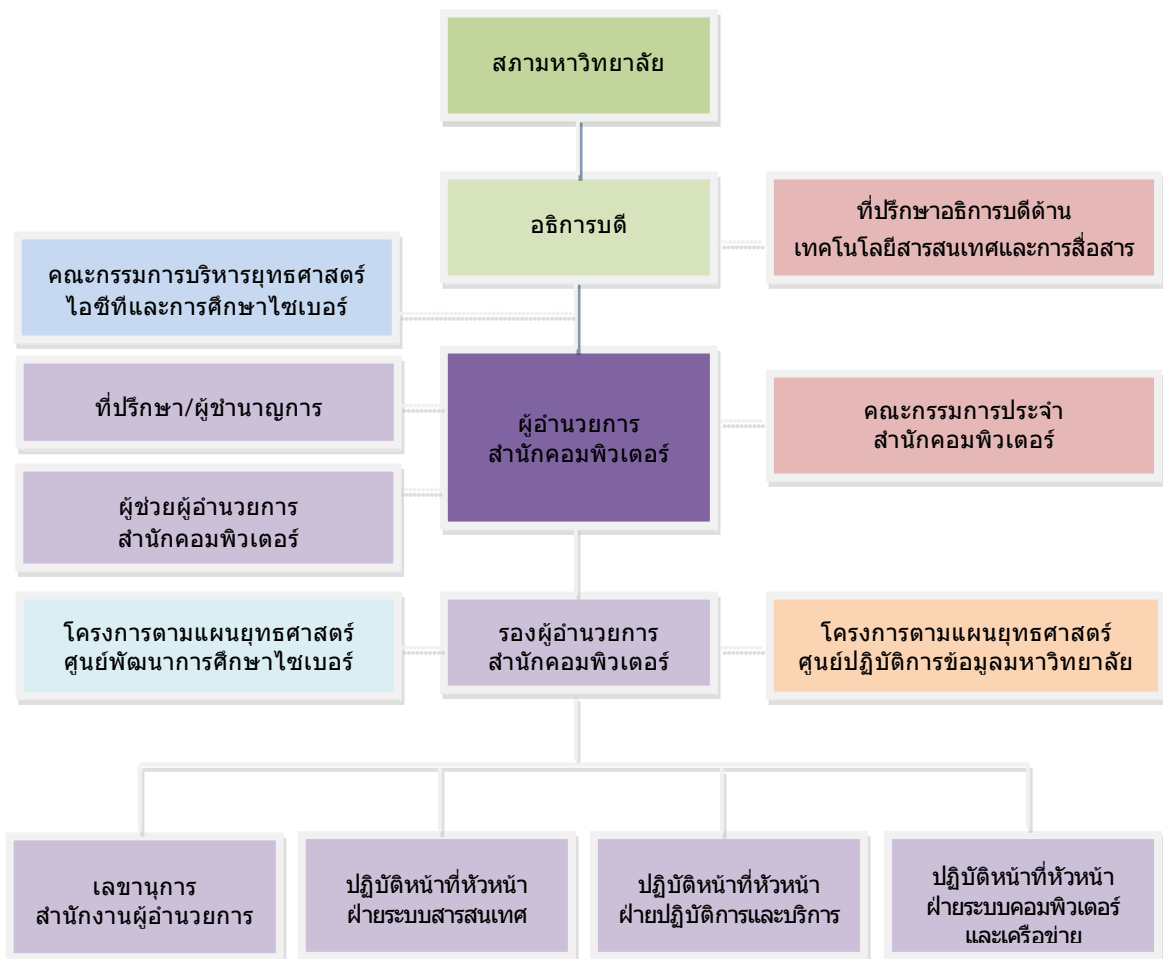 สภามหาวิทยาลัย
อธิการบดี
ที่ปรึกษาอธิการบดีด้าน
เทคโนโลยีสารสนเทศและการสื่อสาร
คณะกรรมการบริหารยุทธศาสตร์
ไอซีทีและการศึกษาไซเบอร์
ที่ปรึกษา/ผู้ชำนาญการ
ผู้อำนวยการ
สำนักคอมพิวเตอร์
คณะกรรมการประจำ
สำนักคอมพิวเตอร์
ผู้ช่วยผู้อำนวยการ
สำนักคอมพิวเตอร์
โครงการตามแผนยุทธศาสตร์
ศูนย์พัฒนาการศึกษาไซเบอร์
รองผู้อำนวยการ
สำนักคอมพิวเตอร์
โครงการตามแผนยุทธศาสตร์
ศูนย์ปฏิบัติการข้อมูลมหาวิทยาลัย
เลขานุการ
สำนักงานผู้อำนวยการ
ปฏิบัติหน้าที่หัวหน้า
ฝ่ายระบบสารสนเทศ
ปฏิบัติหน้าที่หัวหน้า
ฝ่ายปฏิบัติการและบริการ
ปฏิบัติหน้าที่หัวหน้า
ฝ่ายระบบคอมพิวเตอร์
และเครือข่าย